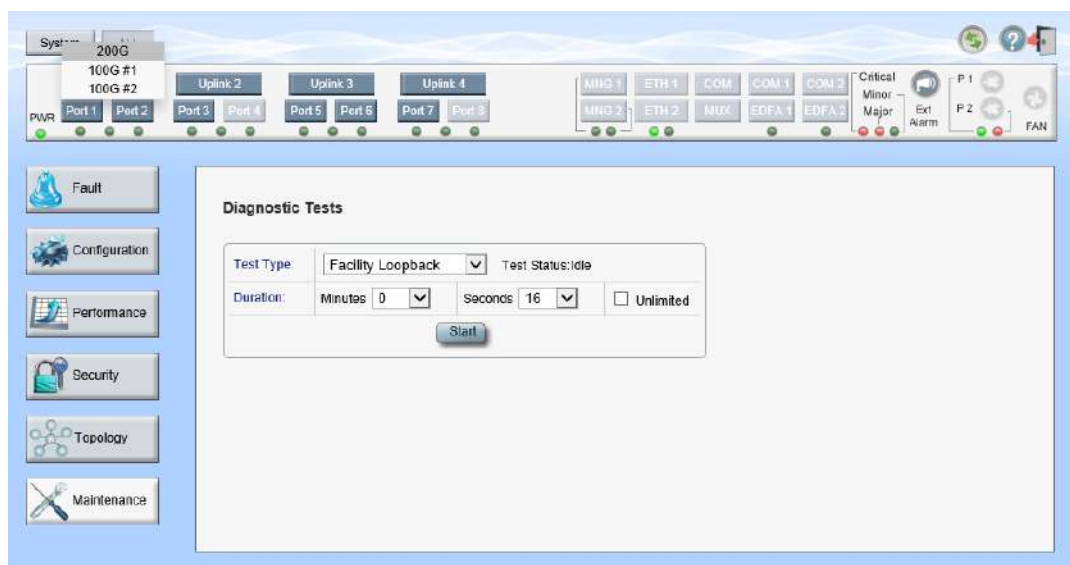 200G
100G #1
100G #2
Uplink 2
Uplink 3
Uplink 4
MNG 1
ETH 1
COM
COM 1
COM 2
Critical
Minor
Major
Ext
Alarm
P 1
P 2
FAN
PWR
Port 1
Port 2
Port 3
Port 4
Port 5
Port 6
Port 7
Port 8
MNG 2
ETH 2
MUX
EDFA 1
EDFA 2
Fault
Configuration
Performance
Security
Topology
Maintenance
Diagnostic Tests
Test Type:
Facility Loopback
Test Status:Idle
Duration:
Minutes 0
Seconds 16
Unlimited
Start